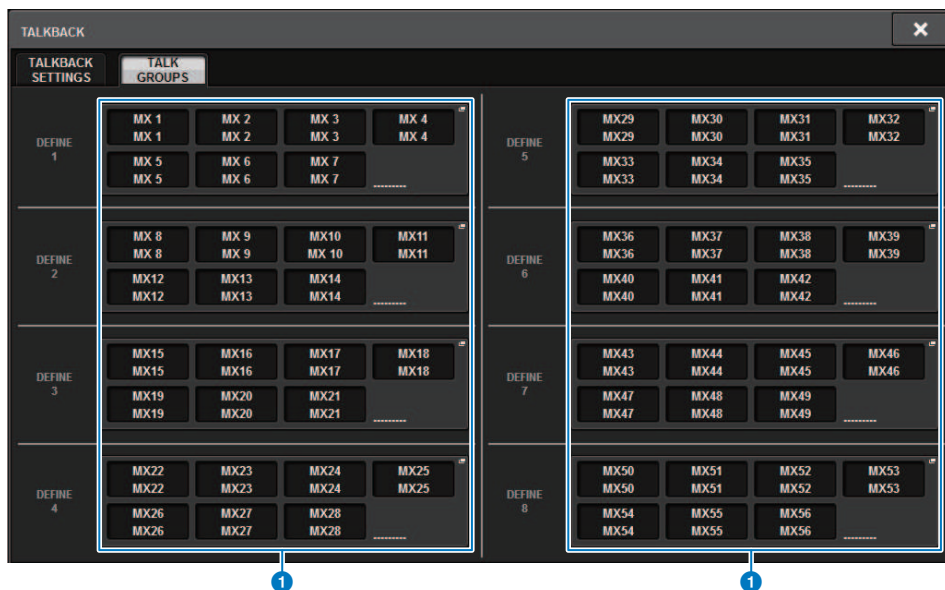 TALKBACK
TALKBACK SETTINGS
TALK GROUPS
DEFINE 1
MX 1 MX 2 MX 3 MX 4
MX 1 MX 2 MX 3 MX 4
MX 5 MX 6 MX 7
MX 5 MX 6 MX 7
DEFINE 2
MX 8 MX 9 MX10 MX11
MX 8 MX 9 MX 10 MX11
MX12 MX13 MX14
MX12 MX13 MX14
DEFINE 3
MX15 MX16 MX17 MX18
MX15 MX16 MX17 MX18
MX19 MX20 MX21
MX19 MX20 MX21
DEFINE 4
MX22 MX23 MX24 MX25
MX22 MX23 MX24 MX25
MX26 MX27 MX28
MX26 MX27 MX28
1
DEFINE 5
MX29 MX30 MX31 MX32
MX29 MX30 MX31 MX32
MX33 MX34 MX35
MX33 MX34 MX35
DEFINE 6
MX36 MX37 MX38 MX39
MX36 MX37 MX38 MX39
MX40 MX41 MX42
MX40 MX41 MX42
DEFINE 7
MX43 MX44 MX45 MX46
MX43 MX44 MX45 MX46
MX47 MX48 MX49
MX47 MX48 MX49
DEFINE 8
MX50 MX51 MX52 MX53
MX50 MX51 MX52 MX53
MX54 MX55 MX56
MX54 MX55 MX56
1